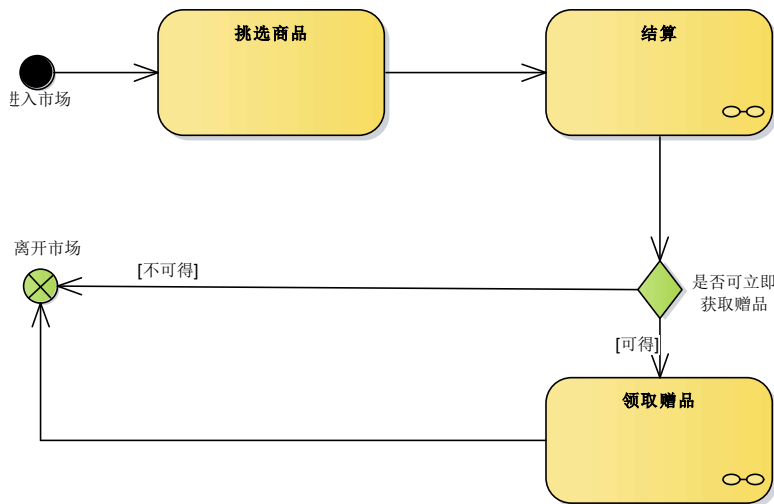 挑选商品
结算
进入市场
离开市场
[不可得]
是否可立即
获取赠品
[可得]
领取赠品